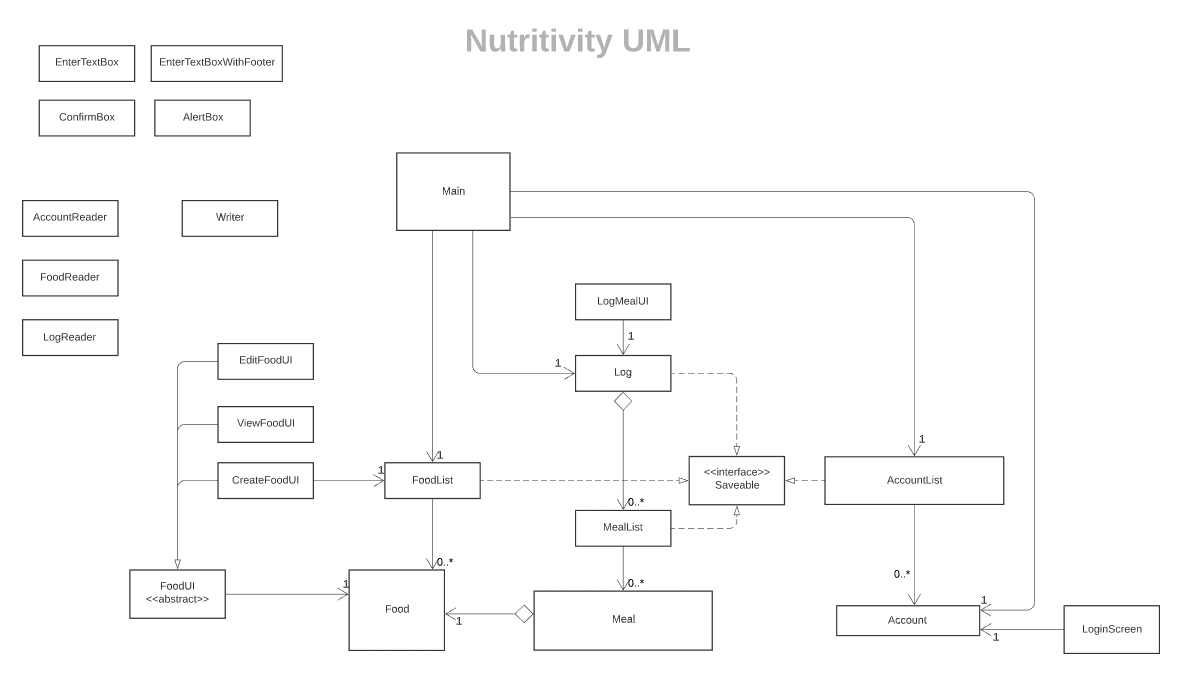 Nutritivity UML
EnterTextBox
EnterTextBoxWithFooter
ConfirmBox
AlertBox
Main
AccountReader
Writer
FoodReader
LogReader
LogMealUI
1
1
Log
EditFoodUI
ViewFoodUI
CreateFoodUI
1
1
FoodList
<<interface>>
Saveable
1
AccountList
0..*
MealList
0..*
0..*
0..*
FoodUI
<<abstract>>
1
Food
1
Meal
1
Account
1
LoginScreen